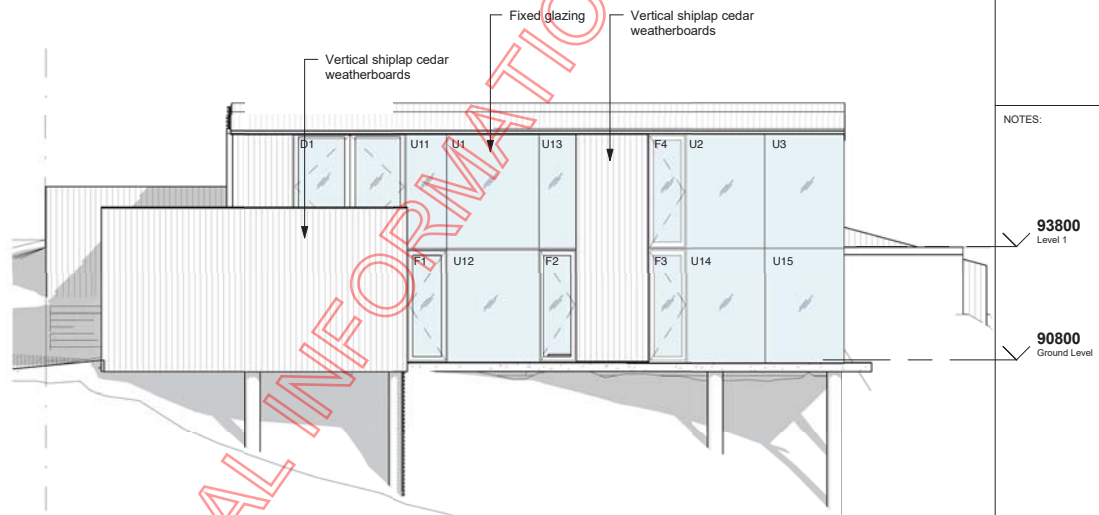 Fixed glazing
Vertical shiplap cedar
weatherboards
Vertical shiplap cedar
weatherboards
NOTES:
D1
U11
U1
U13
F4
U2
U3
93800
Level 1
F1
U12
F2
F3
U14
U15
90800
Ground Level
AL INFORMATIO